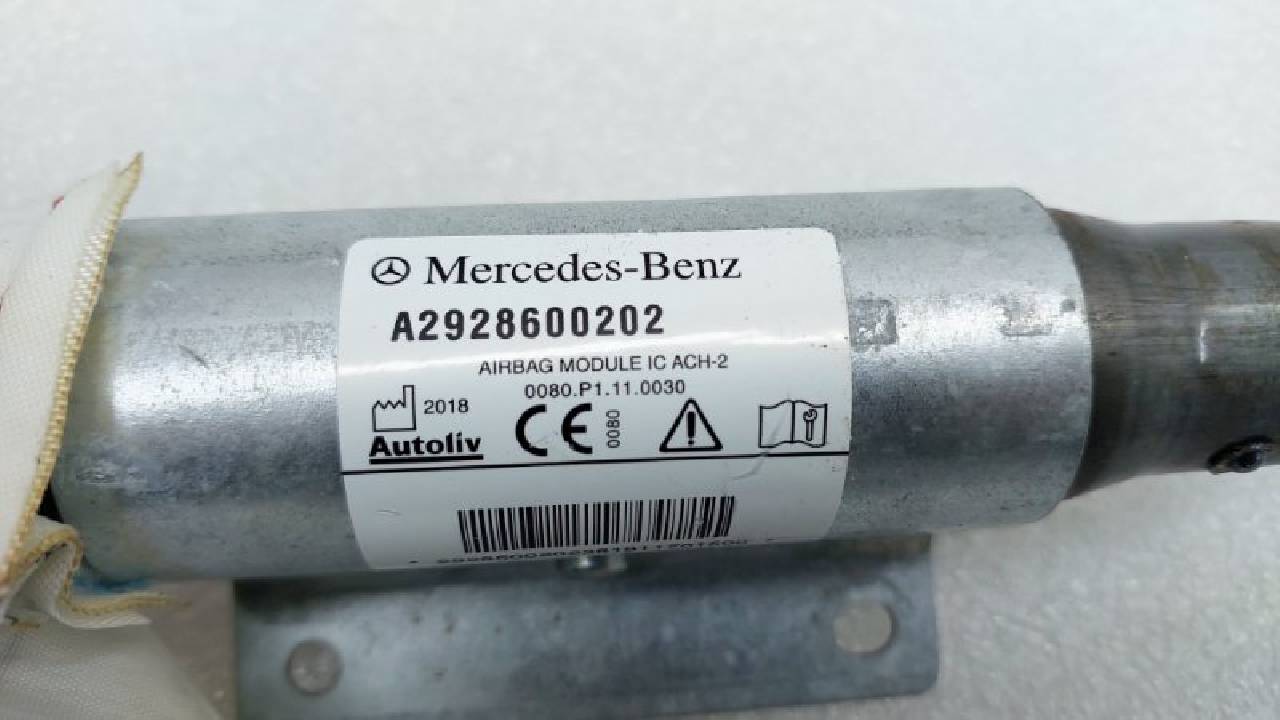 Mercedes-Benz
A2928600202
AIRBAG MODULE IC ACH-2
0080.P1.11.0030
2018
Autoliv
CE
0080